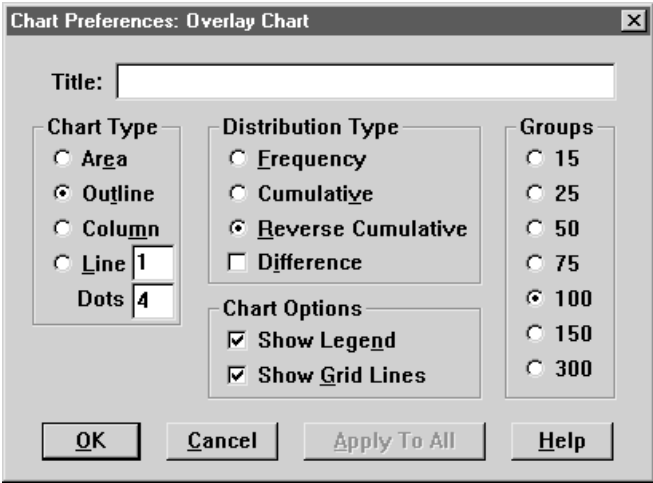 Chart Preferences: Overlay Chart
Title:
Chart Type
Area
Outline
Column
Line 1
Dots 4
Distribution Type
Frequency
Cumulative
Reverse Cumulative
Difference
Chart Options
Show Legend
Show Grid Lines
Groups
15
25
50
75
100
150
300
OK
Cancel
Apply To All
Help